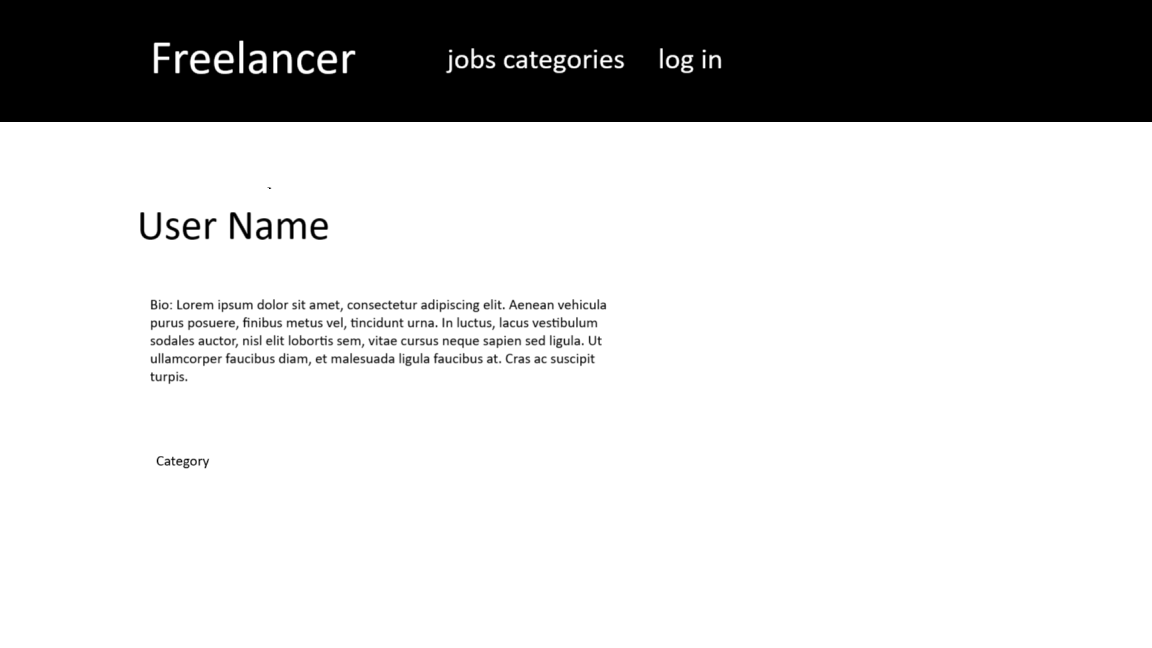 Freelancer
jobs categories
log in
User Name
Bio: Lorem ipsum dolor sit amet, consectetur adipiscing elit. Aenean vehicula
purus posuere, finibus metus vel, tincidunt urna. In luctus, lacus vestibulum
sodales auctor, nisl elit lobortis sem, vitae cursus neque sapien sed ligula. Ut
ullamcorper faucibus diam, et malesuada ligula faucibus at. Cras ac suscipit
turpis.
Category